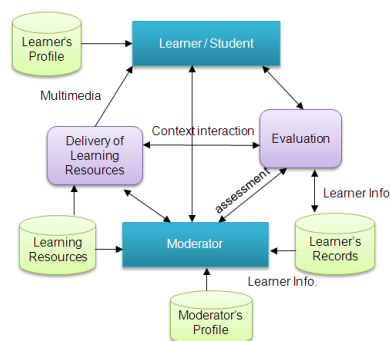 Learner's
Profile
Learner / Student
Multimedia
Delivery of
Learning
Resources
Context interaction
Evaluation
assessment
Learner Info
Learning
Resources
Moderator
Learner's
Records
Learner Info.
Moderator's
Profile